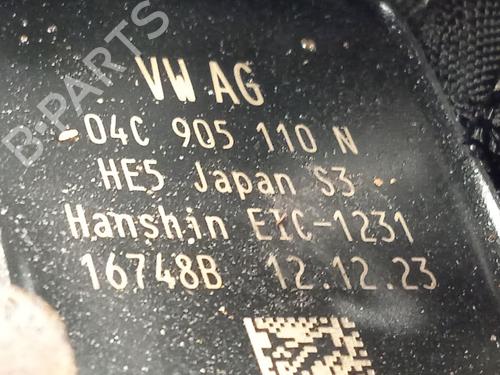 B-PARTS
VW AG
04C 905 110 N
HE5 Japan S3
Hanshin EIC-1231
16748B 12.12.23